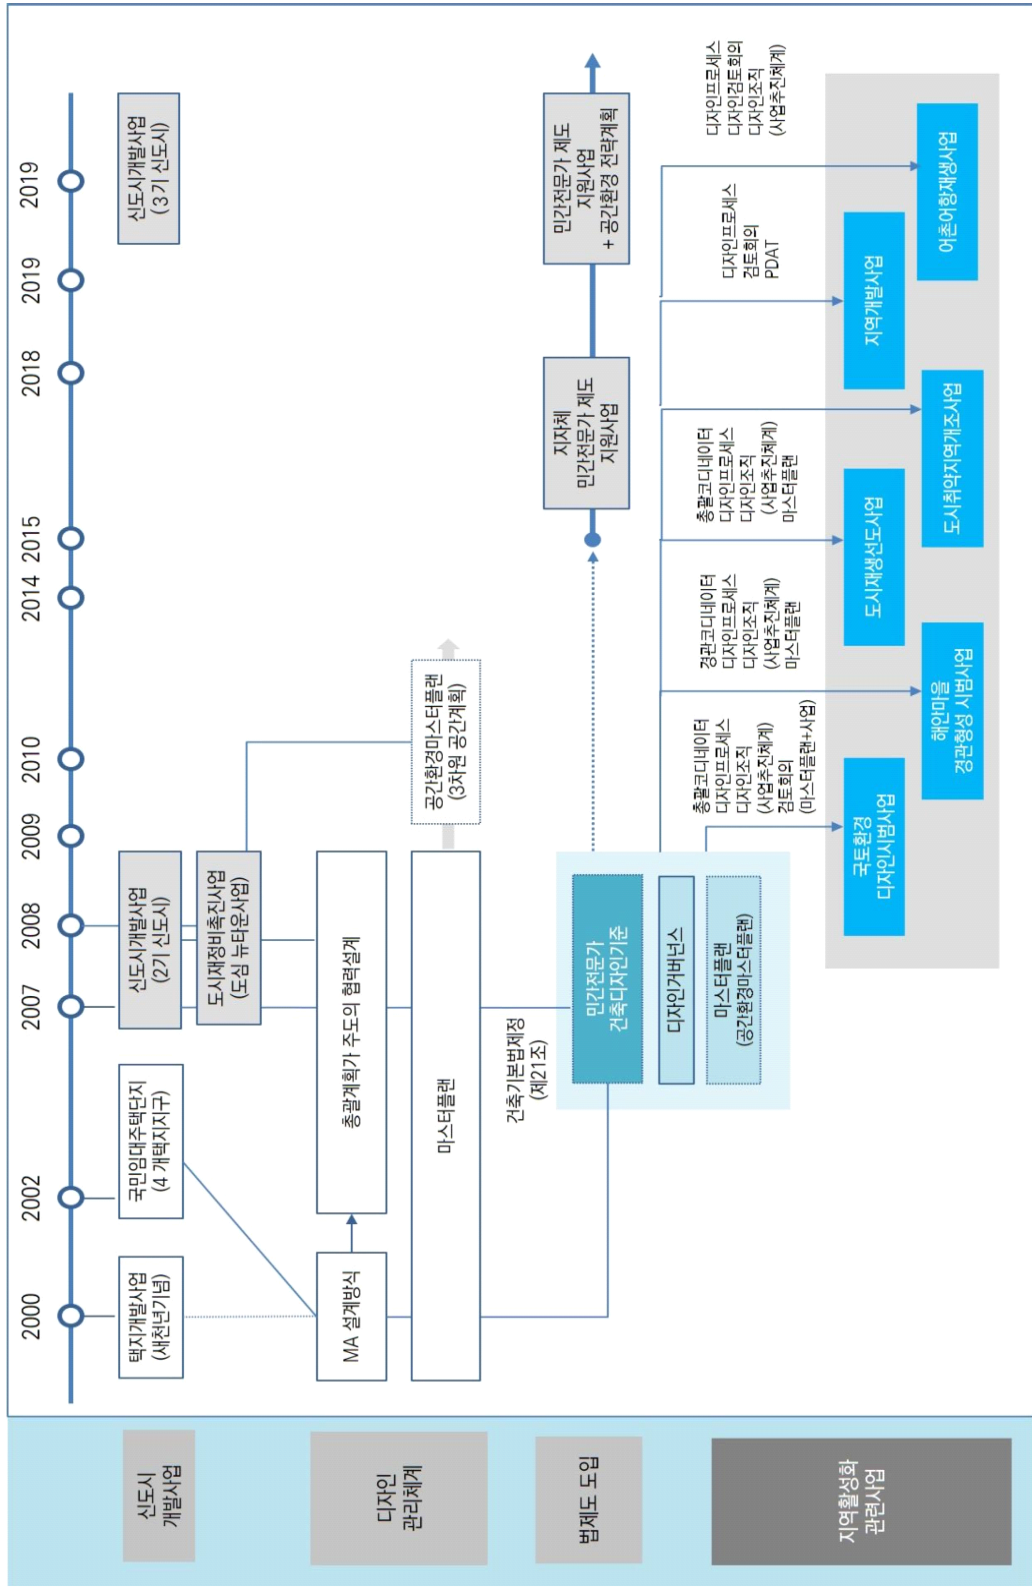 2000
2002
2007
2008
2009
2010
2014
2015
2018
2019
2019
신도시
개발사업
택지개발사업
(새천년기념)
국민임대주택단지
(4 개택지지구)
신도시개발사업
(2기 신도시)
도시재정비촉진사업
(도심 뉴타운사업)
신도시개발사업
(3기 신도시)
디자인
관리체계
MA 설계방식
총괄계획가 주도의 협력설계
마스터플랜
공간환경마스터플랜
(3차원 공간계획)
법제도 도입
건축기본법제정
(제21조)
민간전문가
건축디자인기준
디자인거버넌스
마스터플랜
(공간환경마스터플랜)
지자체
민간전문가 제도
지원사업
민간전문가 제도
지원사업
+ 공간환경 전략계획
지역활성화
관련사업
총괄코디네이터
디자인프로세스
디자인조직
(사업추진체계)
검토회의
(마스터플랜+사업)
경관코디네이터
디자인프로세스
디자인조직
(사업추진체계)
마스터플랜
총괄코디네이터
디자인프로세스
디자인조직
(사업추진체계)
마스터플랜
디자인프로세스
검토회의
PDAT
디자인프로세스
디자인검토회의
디자인조직
(사업추진체계)
국토환경
디자인시범사업
해안마을
경관형성 시범사업
도시재생선도사업
도시취약지역개조사업
지역개발사업
어촌어항재생사업